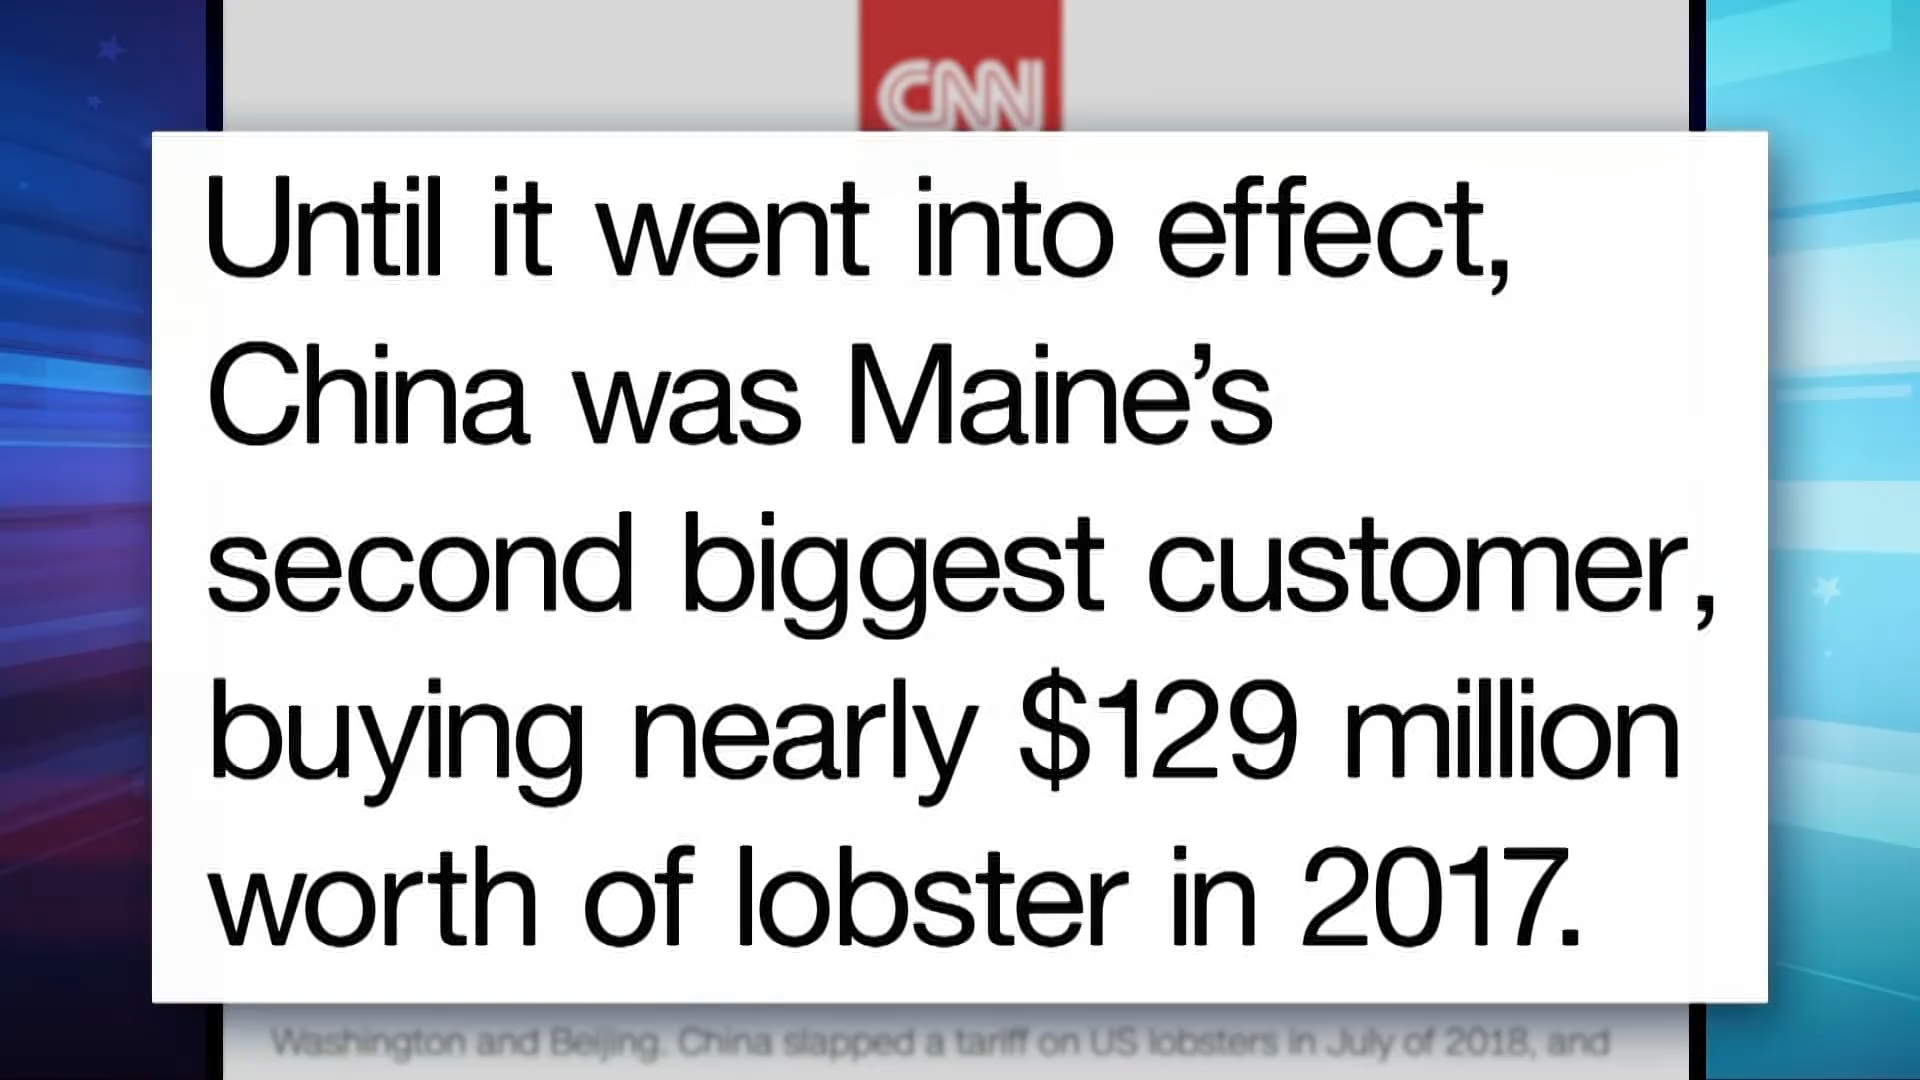 CNN
Until it went into effect,
China was Maine’s
second biggest customer,
buying nearly $129 million
worth of lobster in 2017.
Washington and Beijing. China slapped a tariff on US lobsters in July of 2018, and